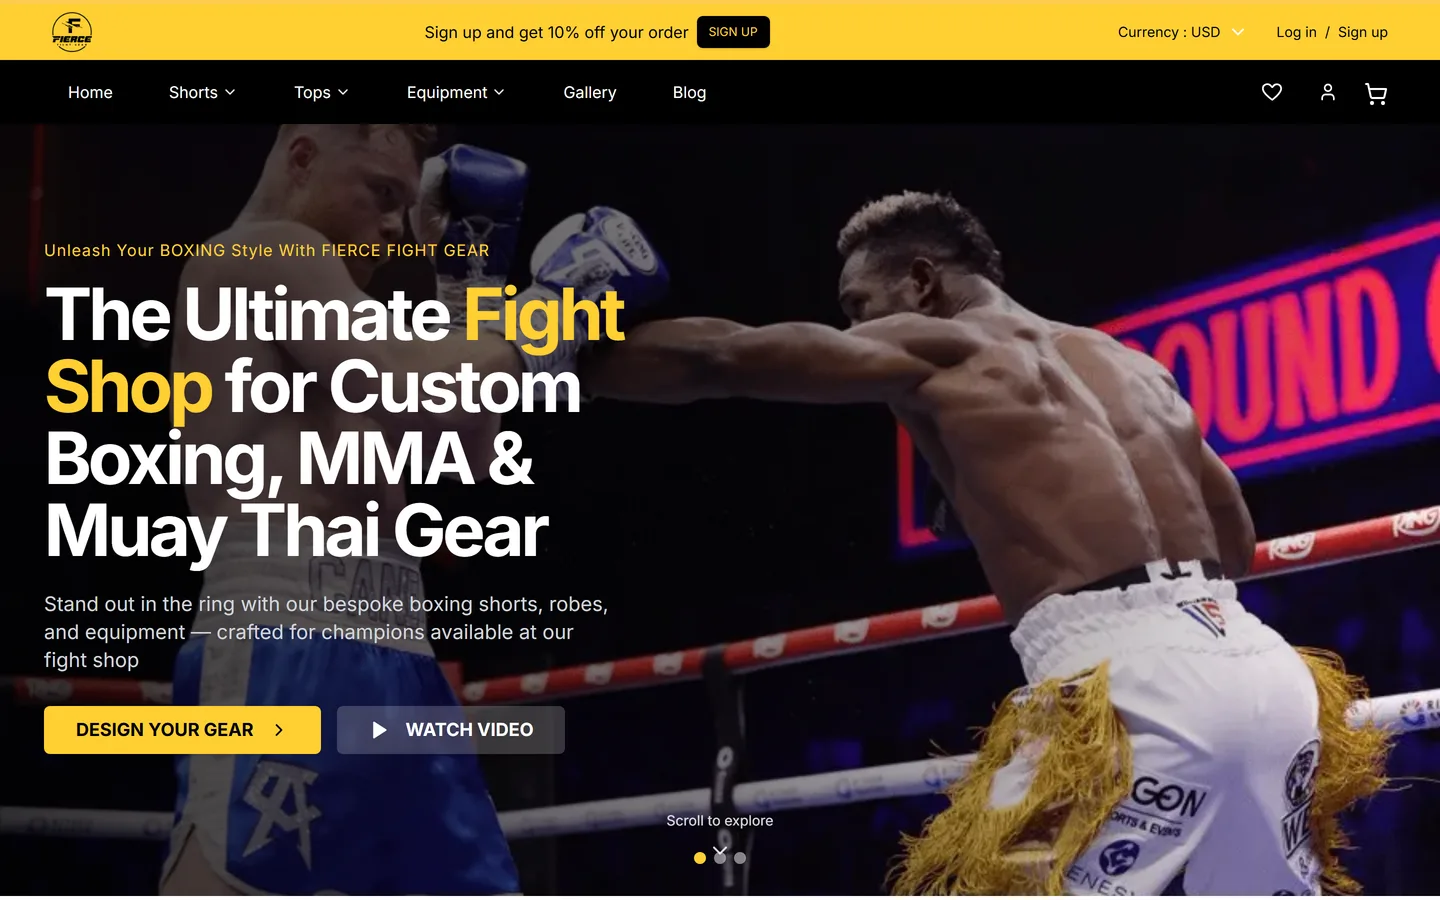 FIERCE
Sign up and get 10% off your order SIGN UP
Currency : USD
Log in / Sign up
Home
Shorts
Tops
Equipment
Gallery
Blog
Unleash Your BOXING Style With FIERCE FIGHT GEAR
The Ultimate Fight
Shop for Custom
Boxing, MMA &
Muay Thai Gear
Stand out in the ring with our bespoke boxing shorts, robes,
and equipment — crafted for champions available at our
fight shop
DESIGN YOUR GEAR
WATCH VIDEO
Scroll to explore
OUND
RING
RING